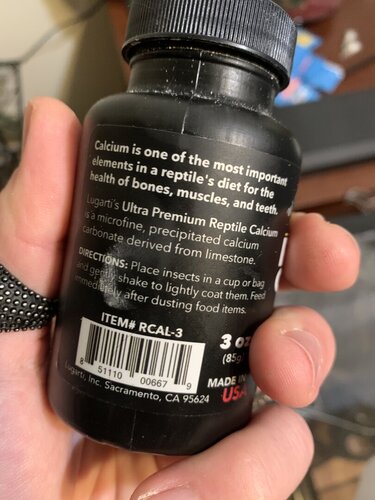 Calcium is one of the most important
elements in a reptile's diet for the
health of bones, muscles, and teeth.
Lugarti's Ultra Premium Reptile Calcium
is a microfine, precipitated calcium
carbonate derived from limestone.
DIRECTIONS: Place insects in a cup or bag
and gently shake to lightly coat them. Feed
immediately after dusting food items.
ITEM# RCAL-3
8 51110 00667 9
Lugarti, Inc. Sacramento, CA 95624
3 oz
(85g
MADE IN
USA